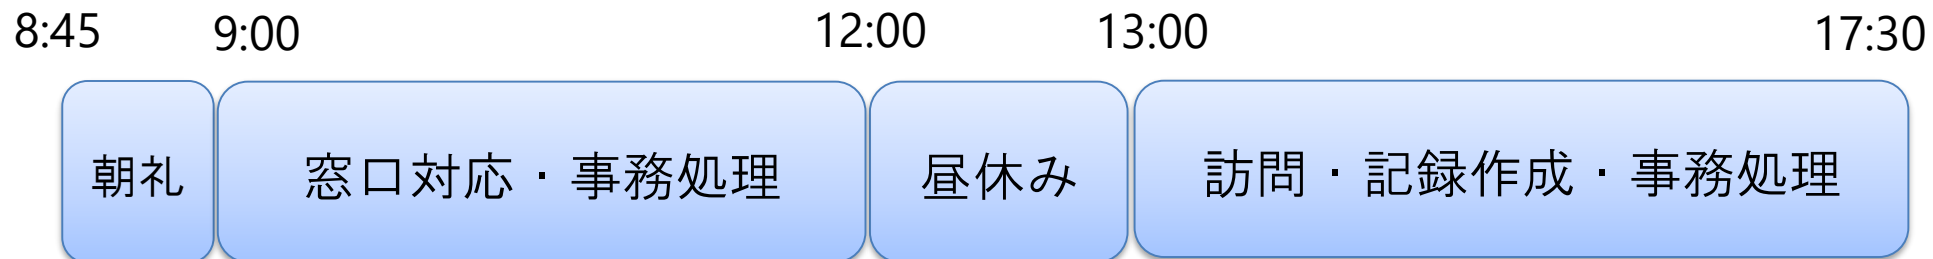 8:45 9:00 12:00 13:00 17:30
朝礼 窓口対応・事務処理 昼休み 訪問・記録作成・事務処理